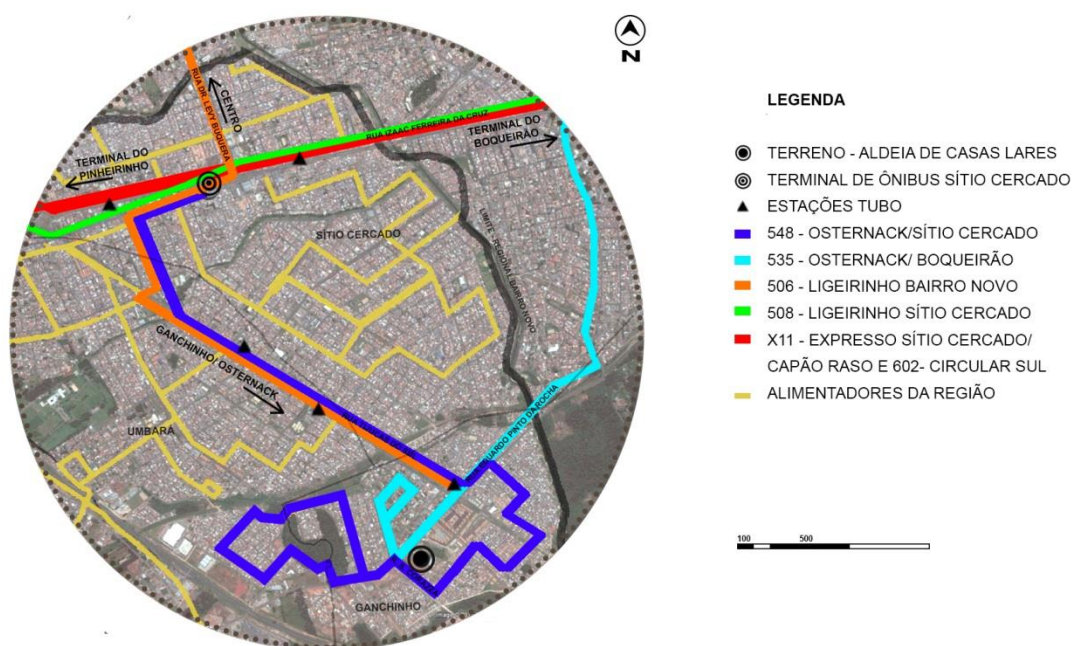 N
LEGENDA
TERRENO - ALDEIA DE CASAS LARES
TERMINAL DE ÔNIBUS SÍTIO CERCADO
ESTAÇÕES TUBO
548 - OSTERNACK/SÍTIO CERCADO
535 - OSTERNACK/ BOQUEIRÃO
506 - LIGEIRINHO BAIRRO NOVO
508 - LIGEIRINHO SÍTIO CERCADO
X11 - EXPRESSO SÍTIO CERCADO/
CAPÃO RASO E 602- CIRCULAR SUL
ALIMENTADORES DA REGIÃO
100 500
RUA DR. LEVY BUQUERA
CENTRO
RUA IZAAC FERREIRA DA CRUZ
TERMINAL DO
BOQUEIRÃO
TERMINAL DO
PINHEIRINHO
SÍTIO CERCADO
LIMITE - REGIONAL BAIRRO NOVO
GANCHINHO/ OSTERNACK
UMBARÁ
EDUARDO PINTO DA ROCHA
GANCHINHO